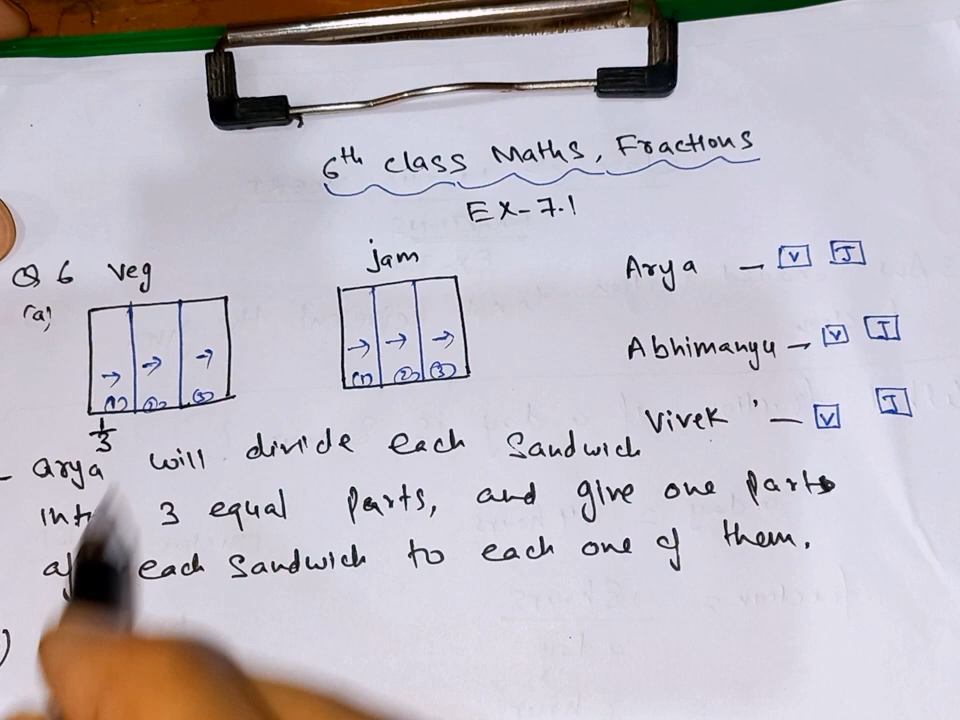 6th class Maths, Fractions
EX-7.1
Q 6 veg
jam
(a)
(1) (2) (3)
(1) (2) (3)
1/3
Arya - V J
Abhimanyu - V J
Vivek - V J
- arya will divide each Sandwich
3 equal Parts, and give one parts
each Sandwich to each one of them.